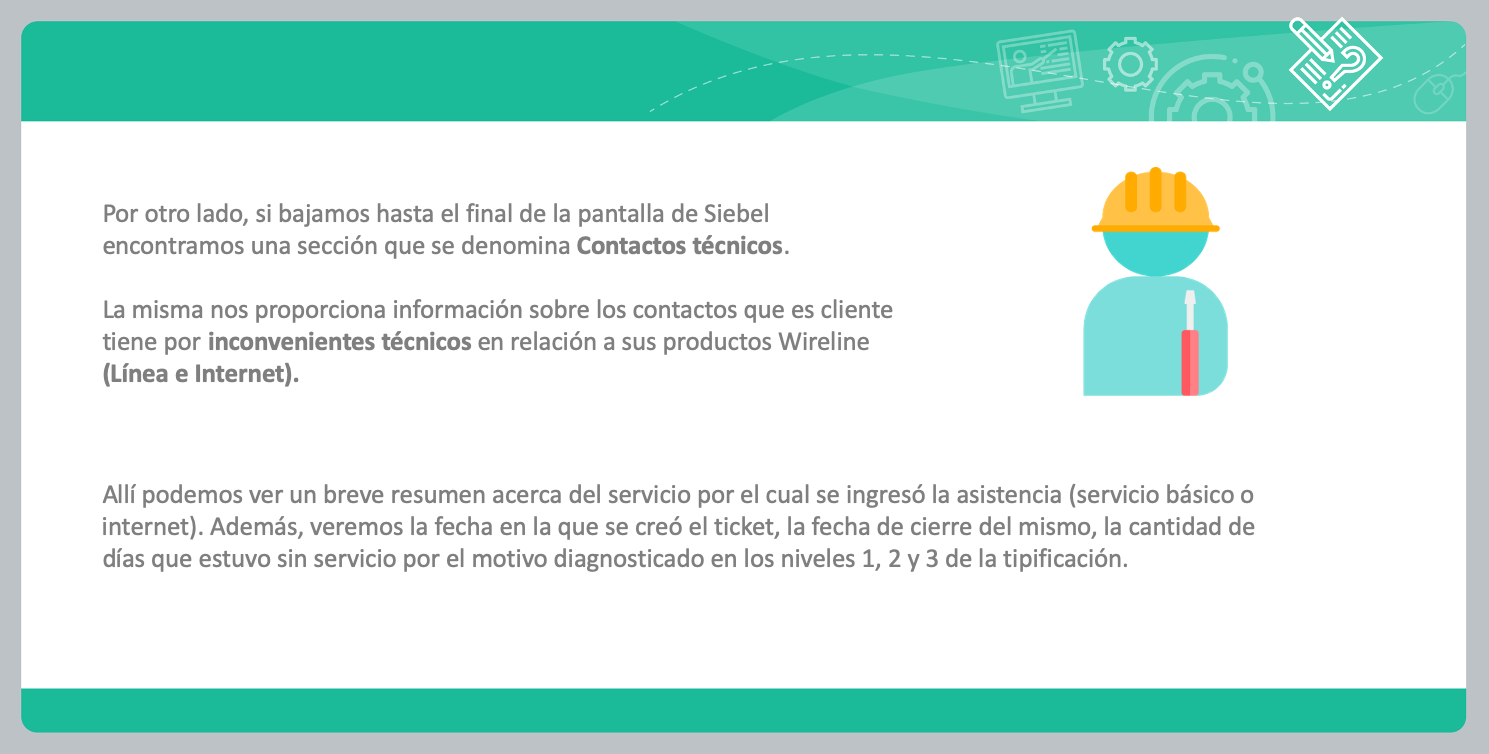 Por otro lado, si bajamos hasta el final de la pantalla de Siebel
encontramos una sección que se denomina Contactos técnicos.
La misma nos proporciona información sobre los contactos que es cliente
tiene por inconvenientes técnicos en relación a sus productos Wireline
(Línea e Internet).
Allí podemos ver un breve resumen acerca del servicio por el cual se ingresó la asistencia (servicio básico o
internet). Además, veremos la fecha en la que se creó el ticket, la fecha de cierre del mismo, la cantidad de
días que estuvo sin servicio por el motivo diagnosticado en los niveles 1, 2 y 3 de la tipificación.